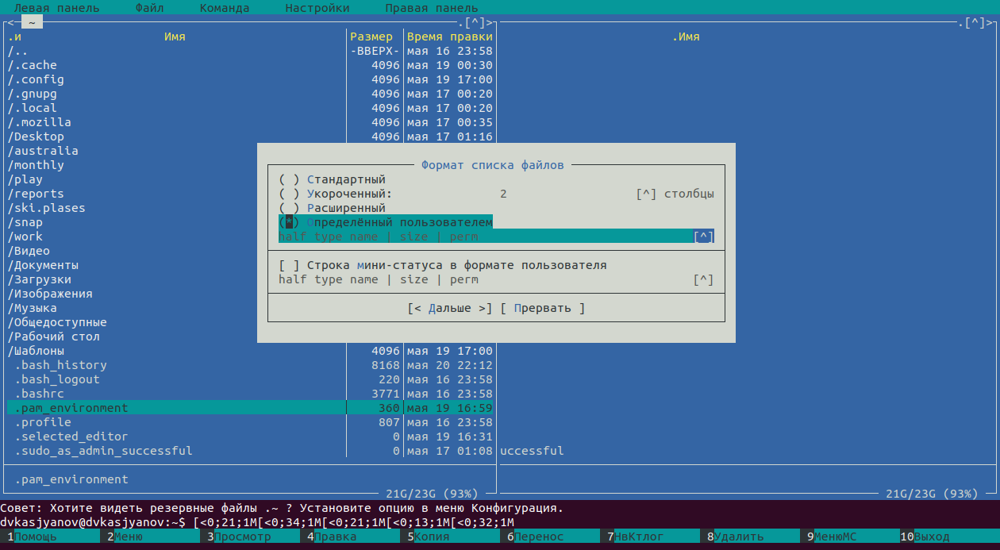 Левая панель Файл Команда Настройки Правая панель
<- ~ .[^]> .[^]>
.и Имя Размер Время правки .Имя
/.. -ВВЕРХ- мая 16 23:58
/.cache 4096 мая 19 00:30
/.config 4096 мая 19 17:00
/.gnupg 4096 мая 17 00:20
/.local 4096 мая 17 00:20
/.mozilla 4096 мая 17 00:35
/Desktop 4096 мая 17 01:16
/australia
/monthly
/play
/reports
/ski.plases
/snap
/work
/Видео
/Документы
/Загрузки
/Изображения
/Музыка
/Общедоступные
/Рабочий стол
/Шаблоны 4096 мая 19 17:00
.bash_history 8168 мая 20 22:12
.bash_logout 220 мая 16 23:58
.bashrc 3771 мая 16 23:58
.pam_environment 360 мая 19 16:59
.profile 807 мая 16 23:58
.selected_editor 0 мая 19 16:31
.sudo_as_admin_successful 0 мая 17 01:08 uccessful
.pam_environment
21G/23G (93%) 21G/23G (93%)
Формат списка файлов
( ) Стандартный
( ) Укороченный: 2 [^] столбцы
( ) Расширенный
(*) Определённый пользователем
half type name | size | perm [^]
[ ] Строка мини-статуса в формате пользователя
half type name | size | perm [^]
[< Дальше >] [ Прервать ]
Совет: Хотите видеть резервные файлы .~ ? Установите опцию в меню Конфигурация.
dvkasjyanov@dvkasjyanov:~$ [<0;21;1M[<0;34;1M[<0;21;1M[<0;13;1M[<0;32;1M
1Помощь 2Меню 3Просмотр 4Правка 5Копия 6Перенос 7НвКтлог 8Удалить 9МенюМС 10Выход